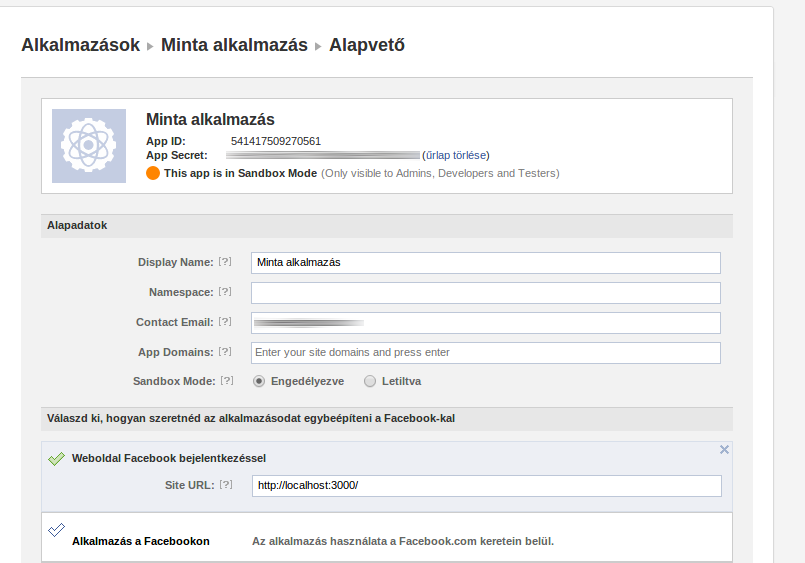 Alkalmazások ▸ Minta alkalmazás ▸ Alapvető
Minta alkalmazás
App ID: 541417509270561
App Secret: (űrlap törlése)
This app is in Sandbox Mode (Only visible to Admins, Developers and Testers)
Alapadatok
Display Name: [?] Minta alkalmazás
Namespace: [?]
Contact Email: [?]
App Domains: [?] Enter your site domains and press enter
Sandbox Mode: [?] Engedélyezve Letiltva
Válaszd ki, hogyan szeretnéd az alkalmazásodat egybeépíteni a Facebook-kal
Weboldal Facebook bejelentkezéssel
Site URL: [?] http://localhost:3000/
Alkalmazás a Facebookon Az alkalmazás használata a Facebook.com keretein belül.